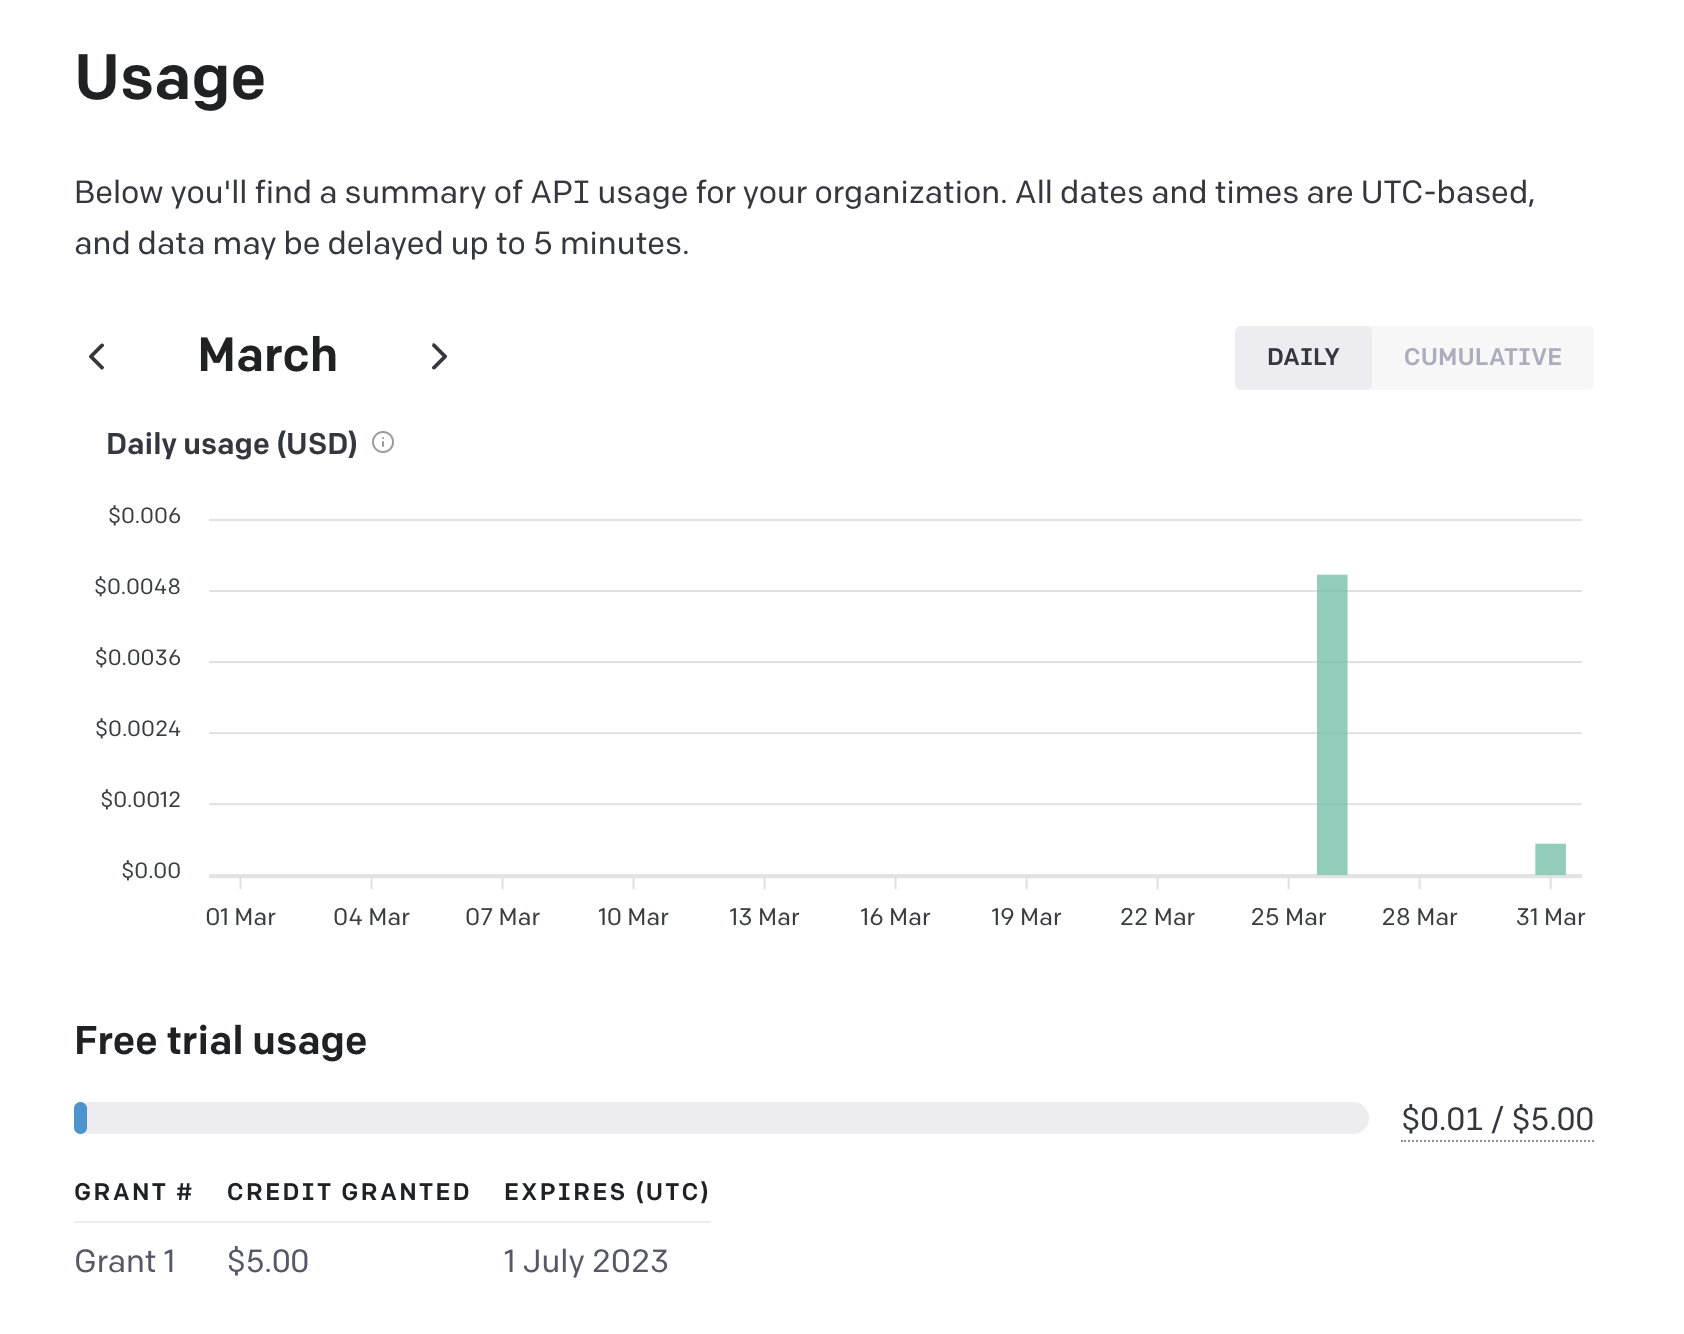 Usage
Below you'll find a summary of API usage for your organization. All dates and times are UTC-based,
and data may be delayed up to 5 minutes.
March
DAILY CUMULATIVE
Daily usage (USD)
$0.006
$0.0048
$0.0036
$0.0024
$0.0012
$0.00
01 Mar 04 Mar 07 Mar 10 Mar 13 Mar 16 Mar 19 Mar 22 Mar 25 Mar 28 Mar 31 Mar
Free trial usage
$0.01 / $5.00
GRANT # CREDIT GRANTED EXPIRES (UTC)
Grant 1 $5.00 1 July 2023